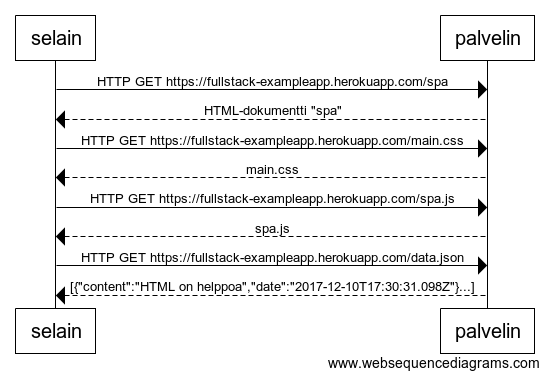 selain
palvelin
HTTP GET https://fullstack-exampleapp.herokuapp.com/spa
HTML-dokumentti "spa"
HTTP GET https://fullstack-exampleapp.herokuapp.com/main.css
main.css
HTTP GET https://fullstack-exampleapp.herokuapp.com/spa.js
spa.js
HTTP GET https://fullstack-exampleapp.herokuapp.com/data.json
[{"content":"HTML on helppoa","date":"2017-12-10T17:30:31.098Z"}...]
selain
palvelin
www.websequencediagrams.com